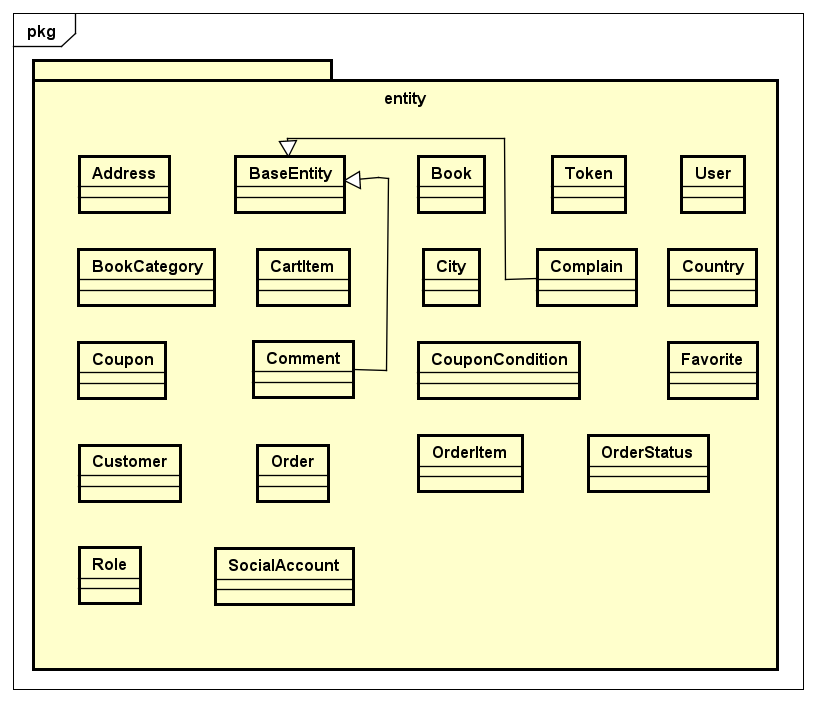 pkg
entity
Address
BaseEntity
Book
Token
User
BookCategory
CartItem
City
Complain
Country
Coupon
Comment
CouponCondition
Favorite
Customer
Order
OrderItem
OrderStatus
Role
SocialAccount